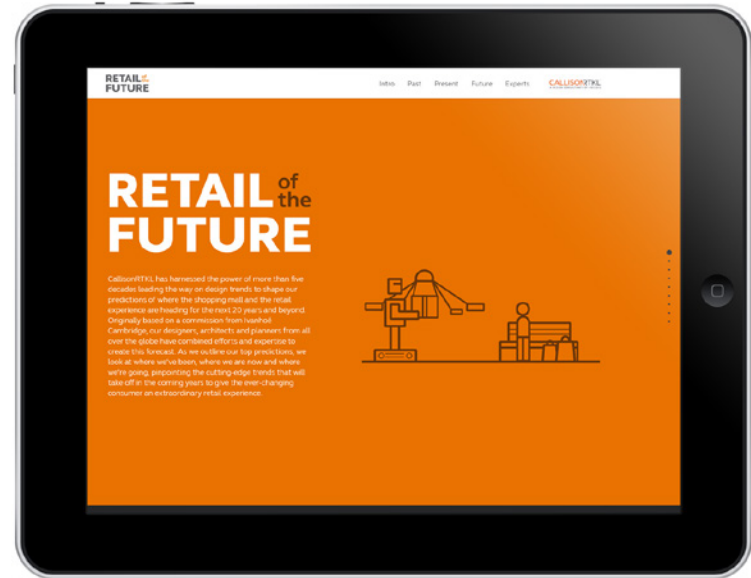 RETAIL of the
FUTURE
Intro Past Present Future Experts
CALLISONRTKL
RETAIL of
the
FUTURE
CallisonRTKL has harnessed the power of more than five
decades leading the way on design trends to shape our
predictions of where the shopping mall and the retail
experience are heading for the next 20 years and beyond.
Originally based on a commission from Ivanhoé
Cambridge, our designers, architects and planners from all
over the globe have combined efforts and expertise to
create this forecast. As we outline our top predictions, we
look at where we've been, where we are now and where
we're going, pinpointing the cutting-edge trends that will
take off in the coming years to give the ever-changing
consumer an extraordinary retail experience.